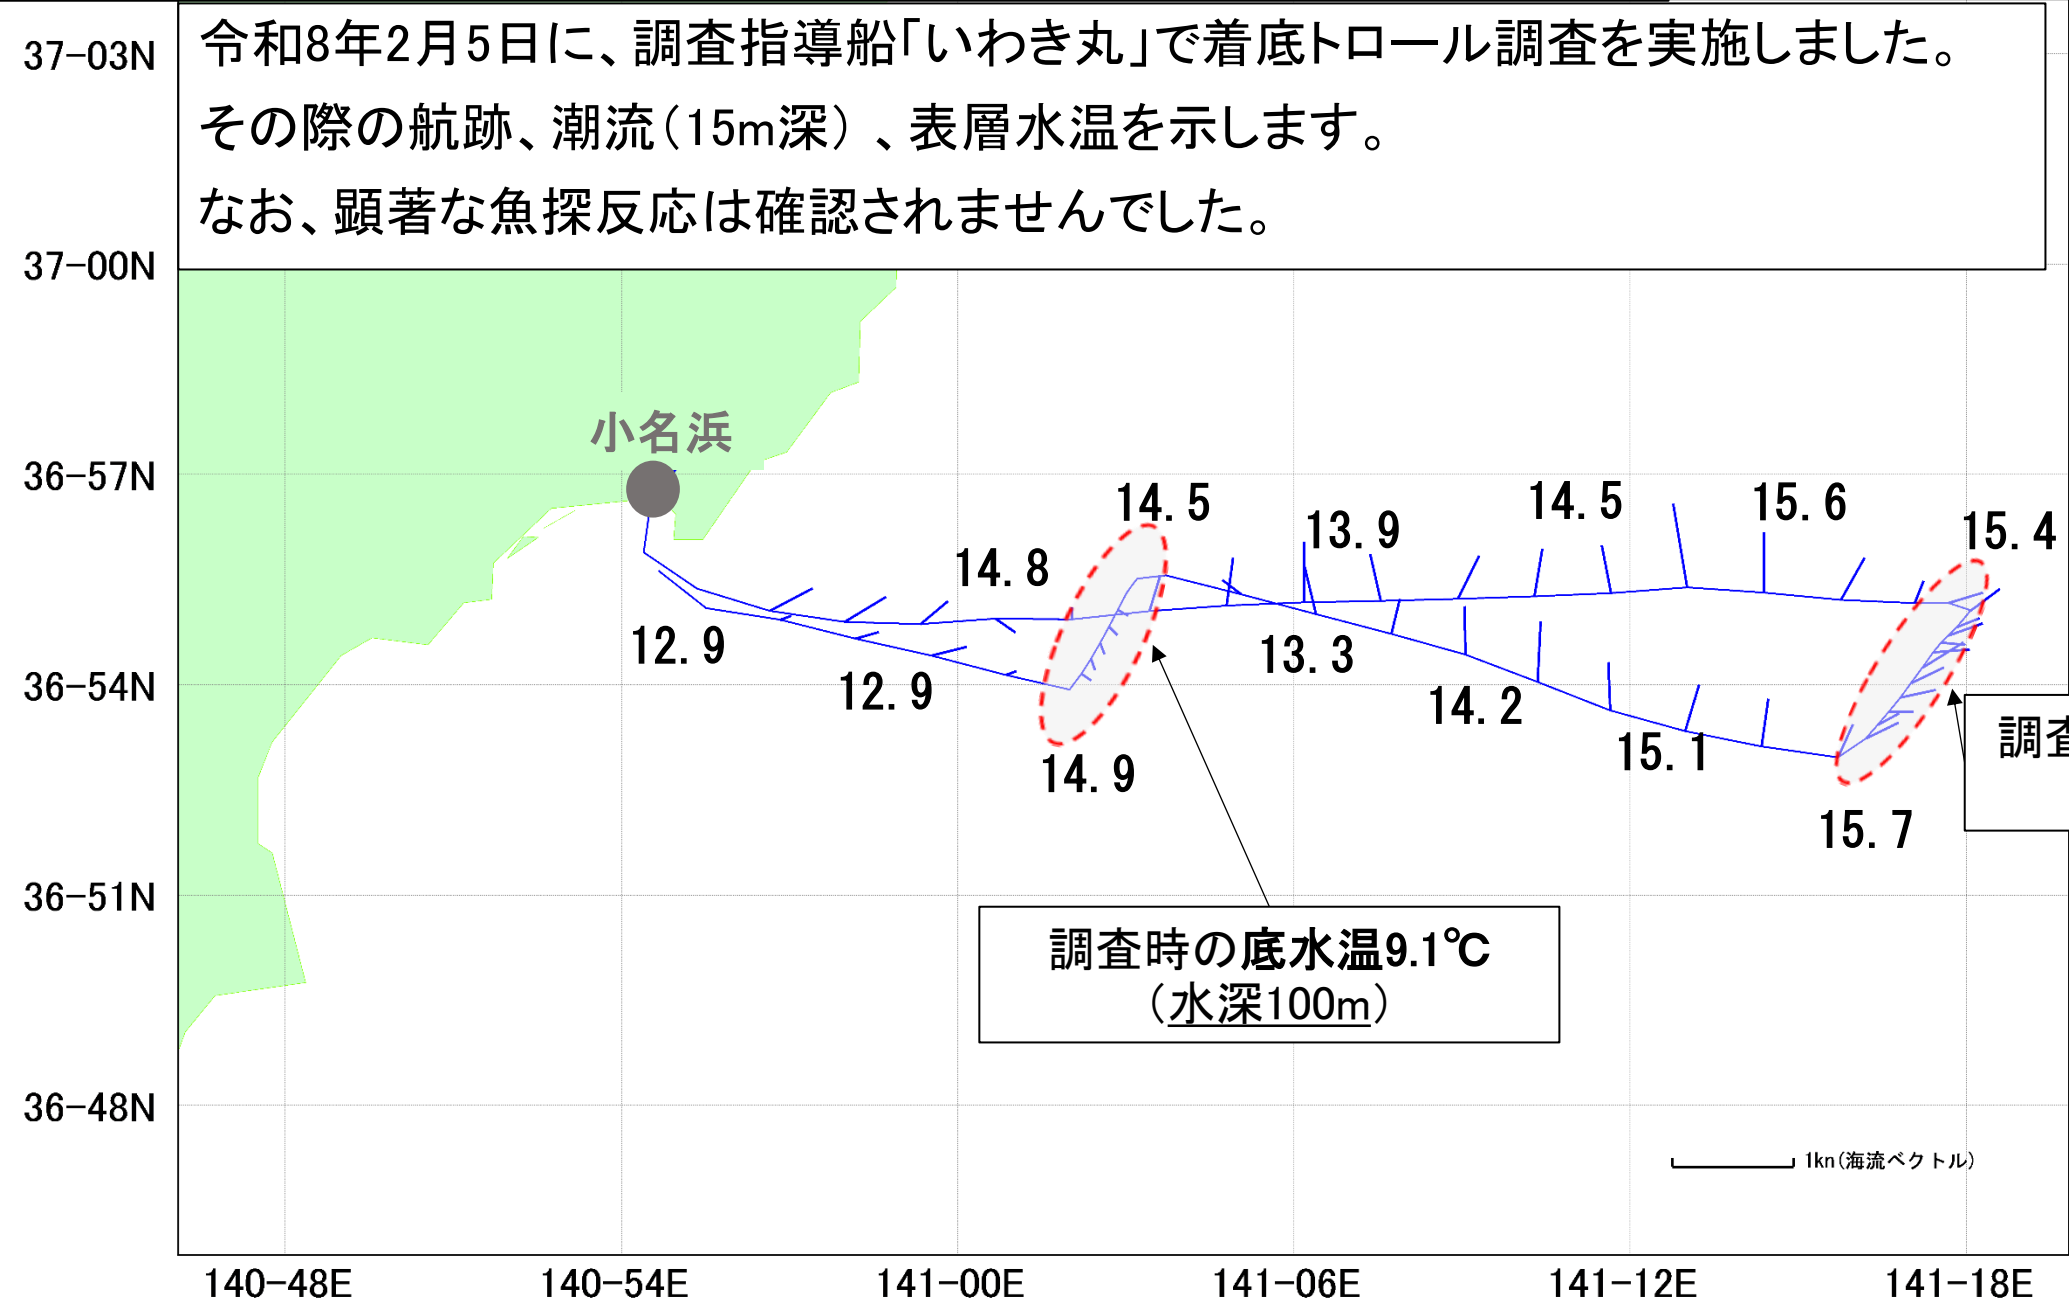 令和8年2月5日に、調査指導船「いわき丸」で着底トロール調査を実施しました。
その際の航跡、潮流（15m深）、表層水温を示します。
なお、顕著な魚探反応は確認されませんでした。
37-03N
37-00N
36-57N
36-54N
36-51N
36-48N
小名浜
14.5
13.9
14.5
15.6
15.4
14.8
12.9
12.9
13.3
14.2
15.1
14.9
15.7
調査
調査時の底水温9.1℃
（水深100m）
1kn(海流ベクトル)
140-48E
140-54E
141-00E
141-06E
141-12E
141-18E